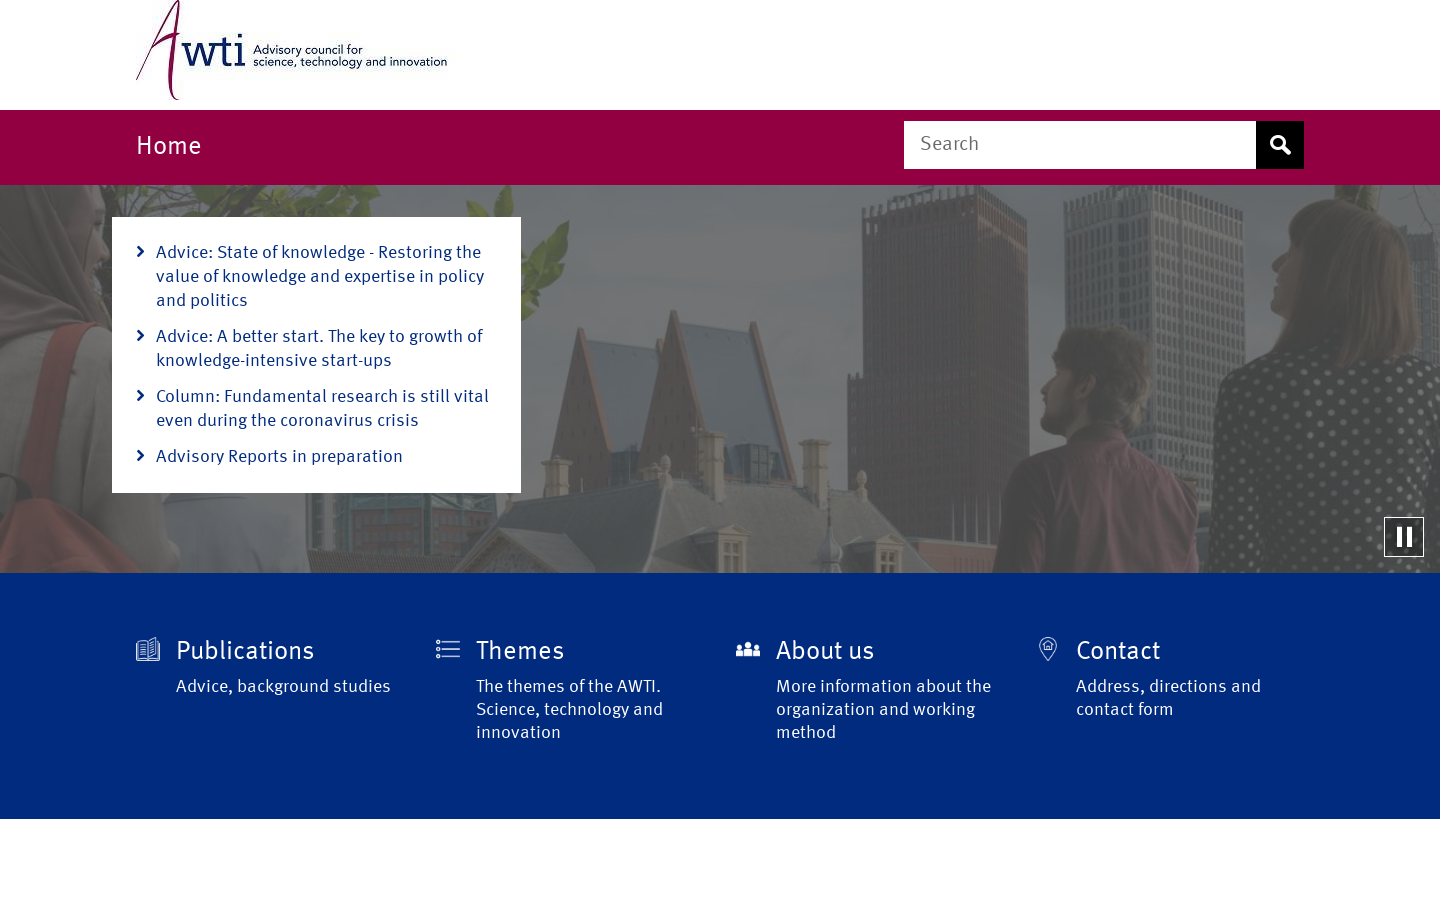 Awti Advisory council for
science, technology and innovation
Home
Search
Advice: State of knowledge - Restoring the
value of knowledge and expertise in policy
and politics
Advice: A better start. The key to growth of
knowledge-intensive start-ups
Column: Fundamental research is still vital
even during the coronavirus crisis
Advisory Reports in preparation
Publications
Advice, background studies
Themes
The themes of the AWTI.
Science, technology and
innovation
About us
More information about the
organization and working
method
Contact
Address, directions and
contact form